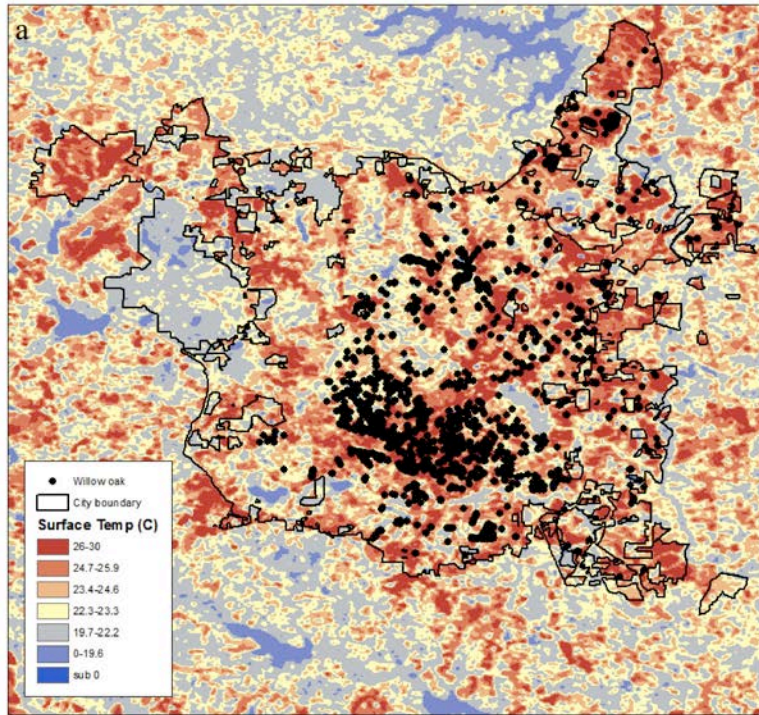 a
Willow oak
City boundary
Surface Temp (C)
26-30
24.7-25.9
23.4-24.6
22.3-23.3
19.7-22.2
0-19.6
sub 0